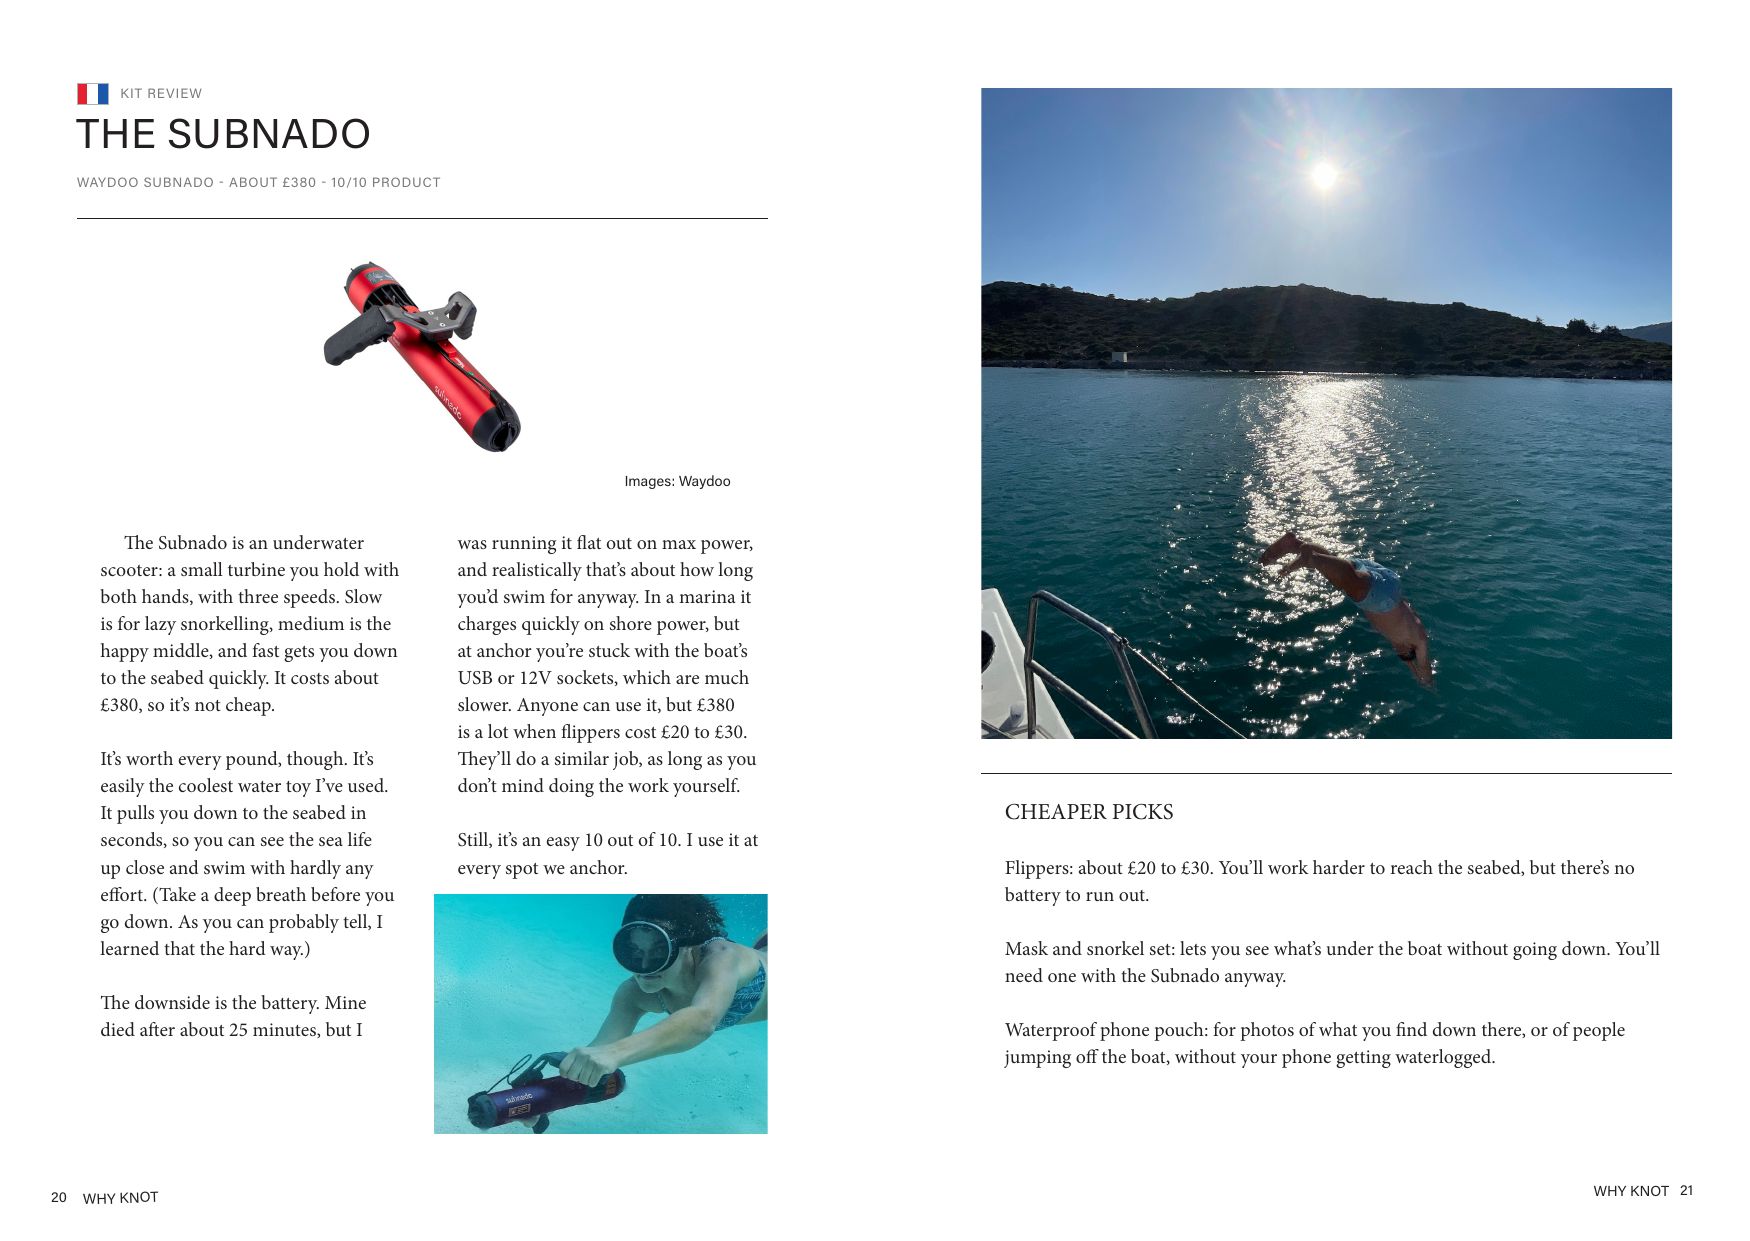 KIT REVIEW
THE SUBNADO
WAYDOO SUBNADO - ABOUT £380 - 10/10 PRODUCT
subnado
Images: Waydoo
The Subnado is an underwater
scooter: a small turbine you hold with
both hands, with three speeds. Slow
is for lazy snorkelling, medium is the
happy middle, and fast gets you down
to the seabed quickly. It costs about
£380, so it’s not cheap.
It’s worth every pound, though. It’s
easily the coolest water toy I’ve used.
It pulls you down to the seabed in
seconds, so you can see the sea life
up close and swim with hardly any
effort. (Take a deep breath before you
go down. As you can probably tell, I
learned that the hard way.)
The downside is the battery. Mine
died after about 25 minutes, but I
was running it flat out on max power,
and realistically that’s about how long
you’d swim for anyway. In a marina it
charges quickly on shore power, but
at anchor you’re stuck with the boat’s
USB or 12V sockets, which are much
slower. Anyone can use it, but £380
is a lot when flippers cost £20 to £30.
They’ll do a similar job, as long as you
don’t mind doing the work yourself.
Still, it’s an easy 10 out of 10. I use it at
every spot we anchor.
subnado
20 WHY KNOT
CHEAPER PICKS
Flippers: about £20 to £30. You’ll work harder to reach the seabed, but there’s no
battery to run out.
Mask and snorkel set: lets you see what’s under the boat without going down. You’ll
need one with the Subnado anyway.
Waterproof phone pouch: for photos of what you find down there, or of people
jumping off the boat, without your phone getting waterlogged.
WHY KNOT 21